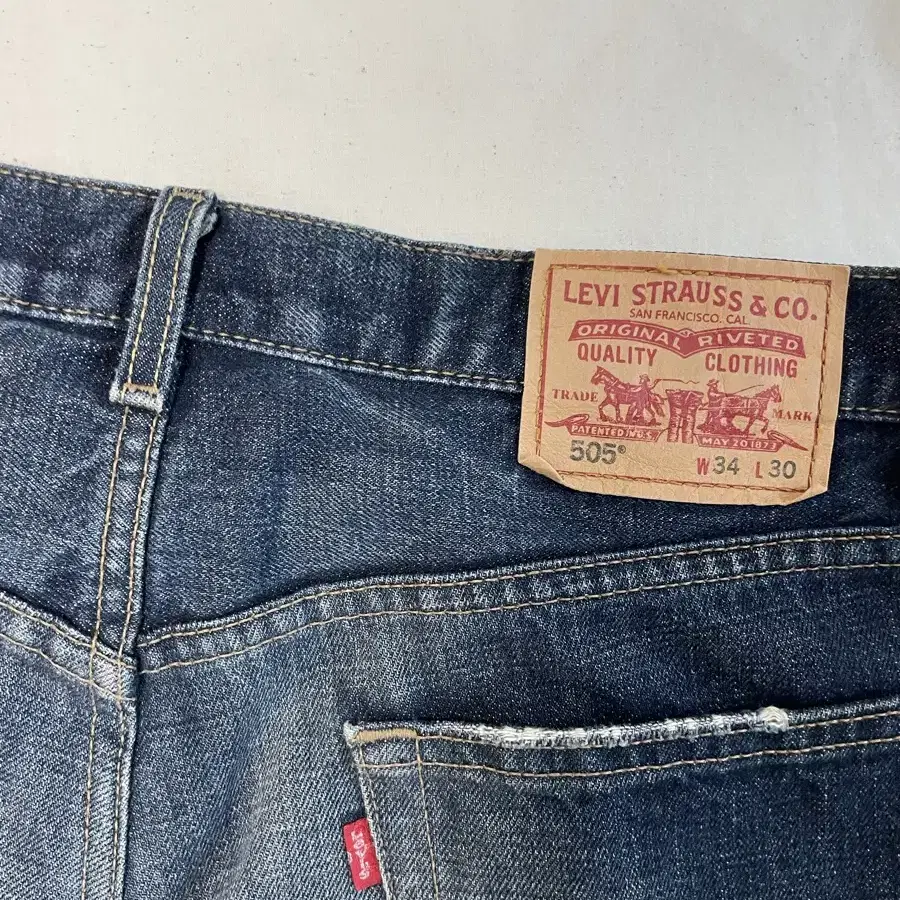 LEVI STRAUSS & CO.
SAN FRANCISCO. CAL.
ORIGINAL RIVETED
QUALITY CLOTHING
TRADE MARK
PATENTED IN U.S. MAY 20 1873
505® W34 L30
LEVI'S